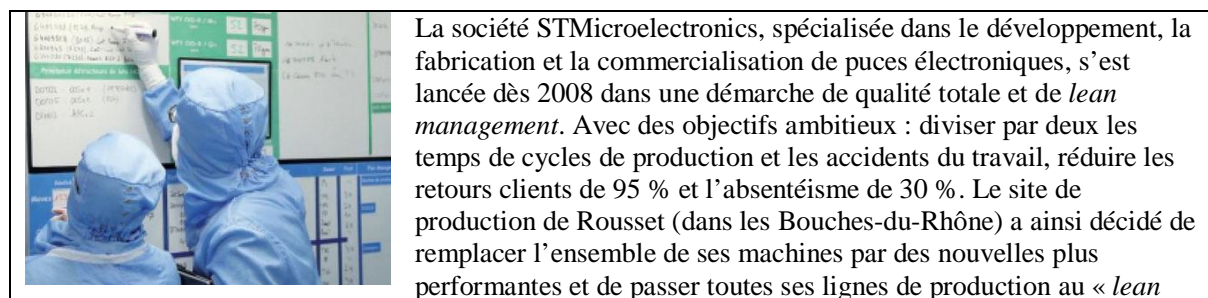 La société STMicroelectronics, spécialisée dans le développement, la
fabrication et la commercialisation de puces électroniques, s'est
lancée dès 2008 dans une démarche de qualité totale et de lean
management. Avec des objectifs ambitieux : diviser par deux les
temps de cycles de production et les accidents du travail, réduire les
retours clients de 95 % et l'absentéisme de 30 %. Le site de
production de Rousset (dans les Bouches-du-Rhône) a ainsi décidé de
remplacer l'ensemble de ses machines par des nouvelles plus
performantes et de passer toutes ses lignes de production au « lean